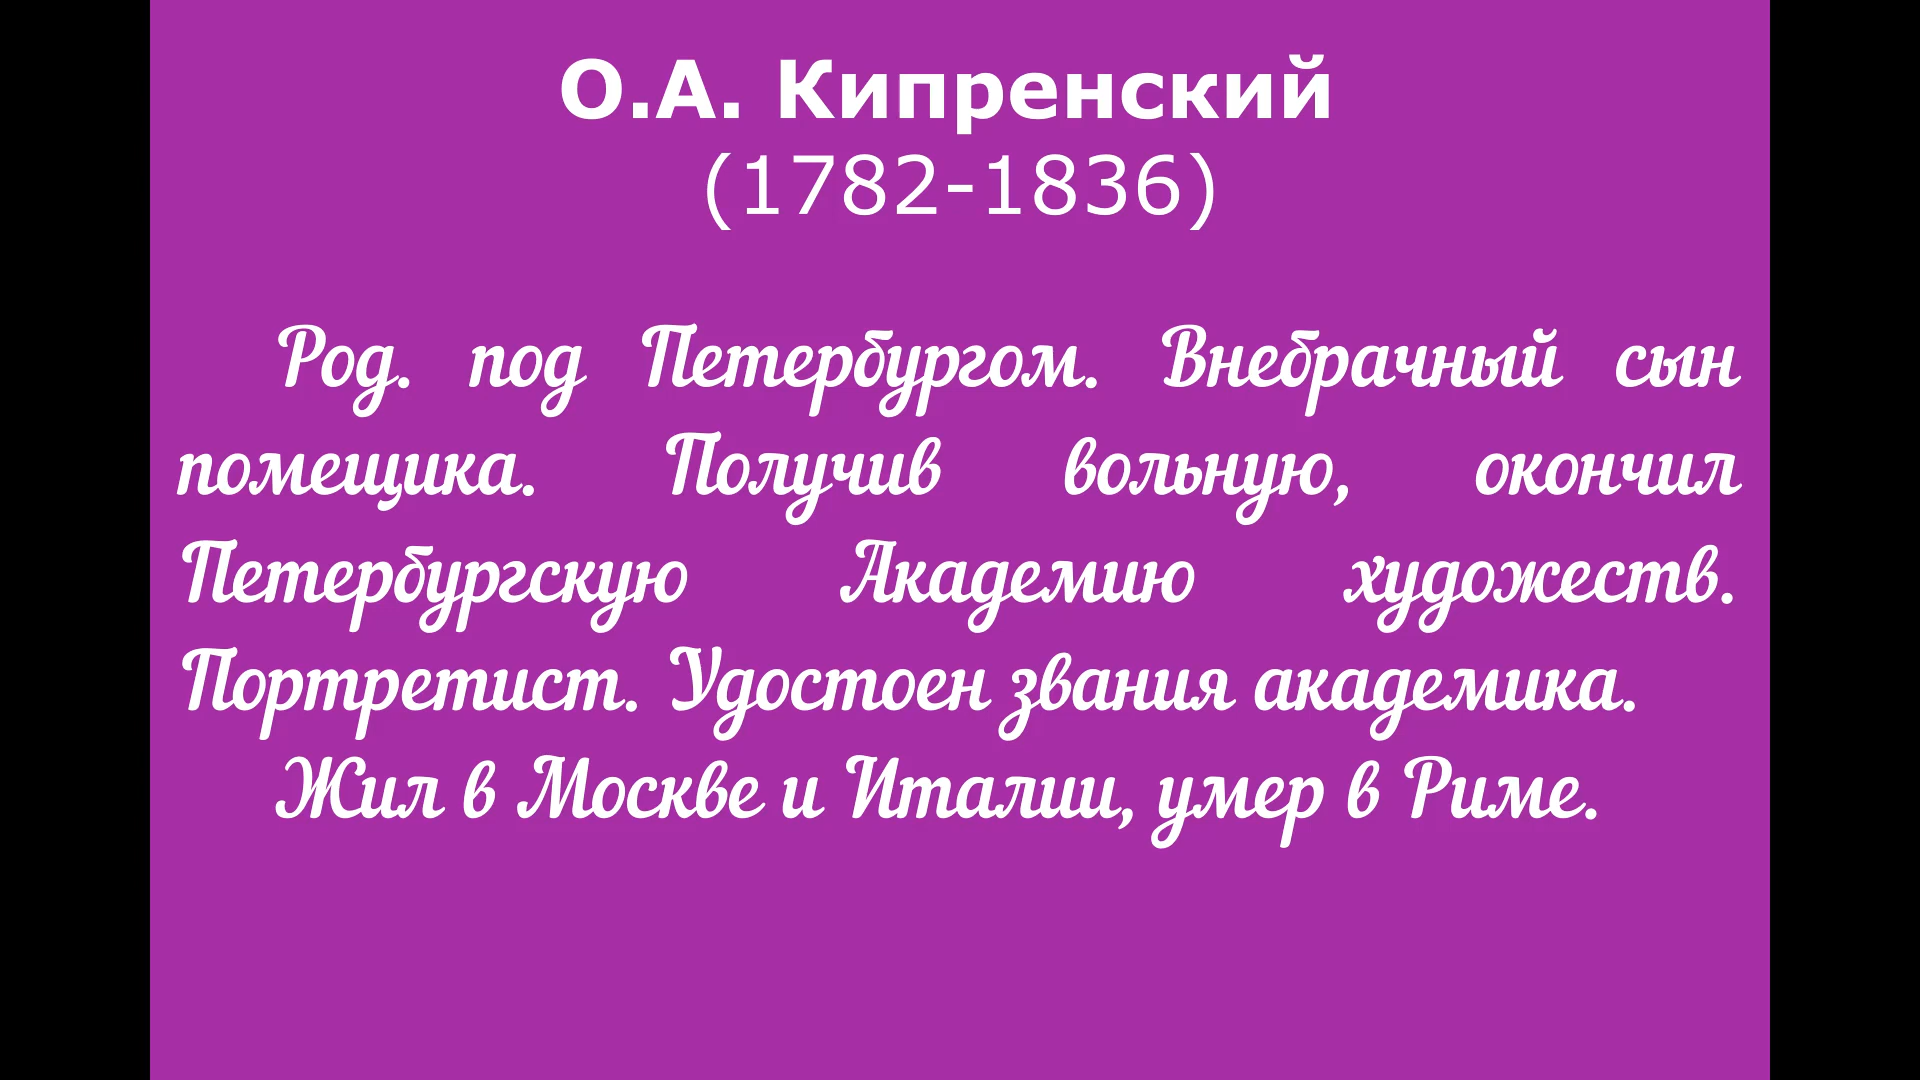 О.А. Кипренский
(1782-1836)
Род. под Петербургом. Внебрачный сын
помещика. Получив вольную, окончил
Петербургскую Академию художеств.
Портретист. Удостоен звания академика.
Жил в Москве и Италии, умер в Риме.